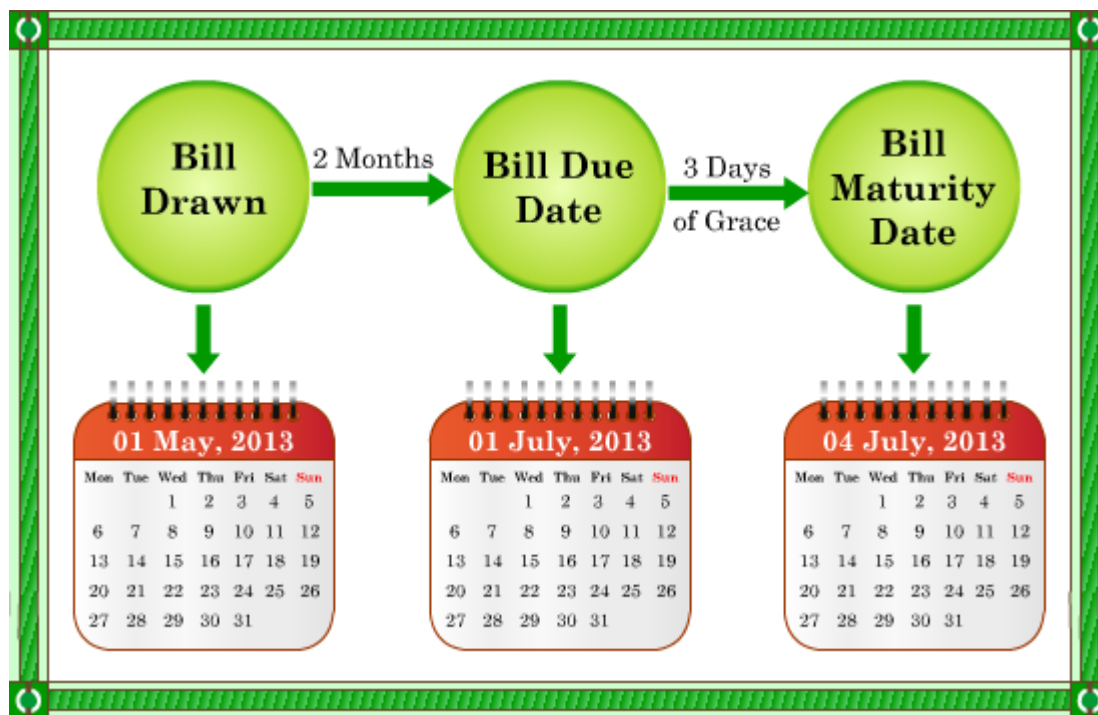 Bill
Drawn
2 Months
Bill Due
Date
3 Days
of Grace
Bill
Maturity
Date
01 May, 2013
Mon Tue Wed Thu Fri Sat Sun
1 2 3 4 5
6 7 8 9 10 11 12
13 14 15 16 17 18 19
20 21 22 23 24 25 26
27 28 29 30 31
01 July, 2013
Mon Tue Wed Thu Fri Sat Sun
1 2 3 4 5
6 7 8 9 10 11 12
13 14 15 16 17 18 19
20 21 22 23 24 25 26
27 28 29 30 31
04 July, 2013
Mon Tue Wed Thu Fri Sat Sun
1 2 3 4 5
6 7 8 9 10 11 12
13 14 15 16 17 18 19
20 21 22 23 24 25 26
27 28 29 30 31